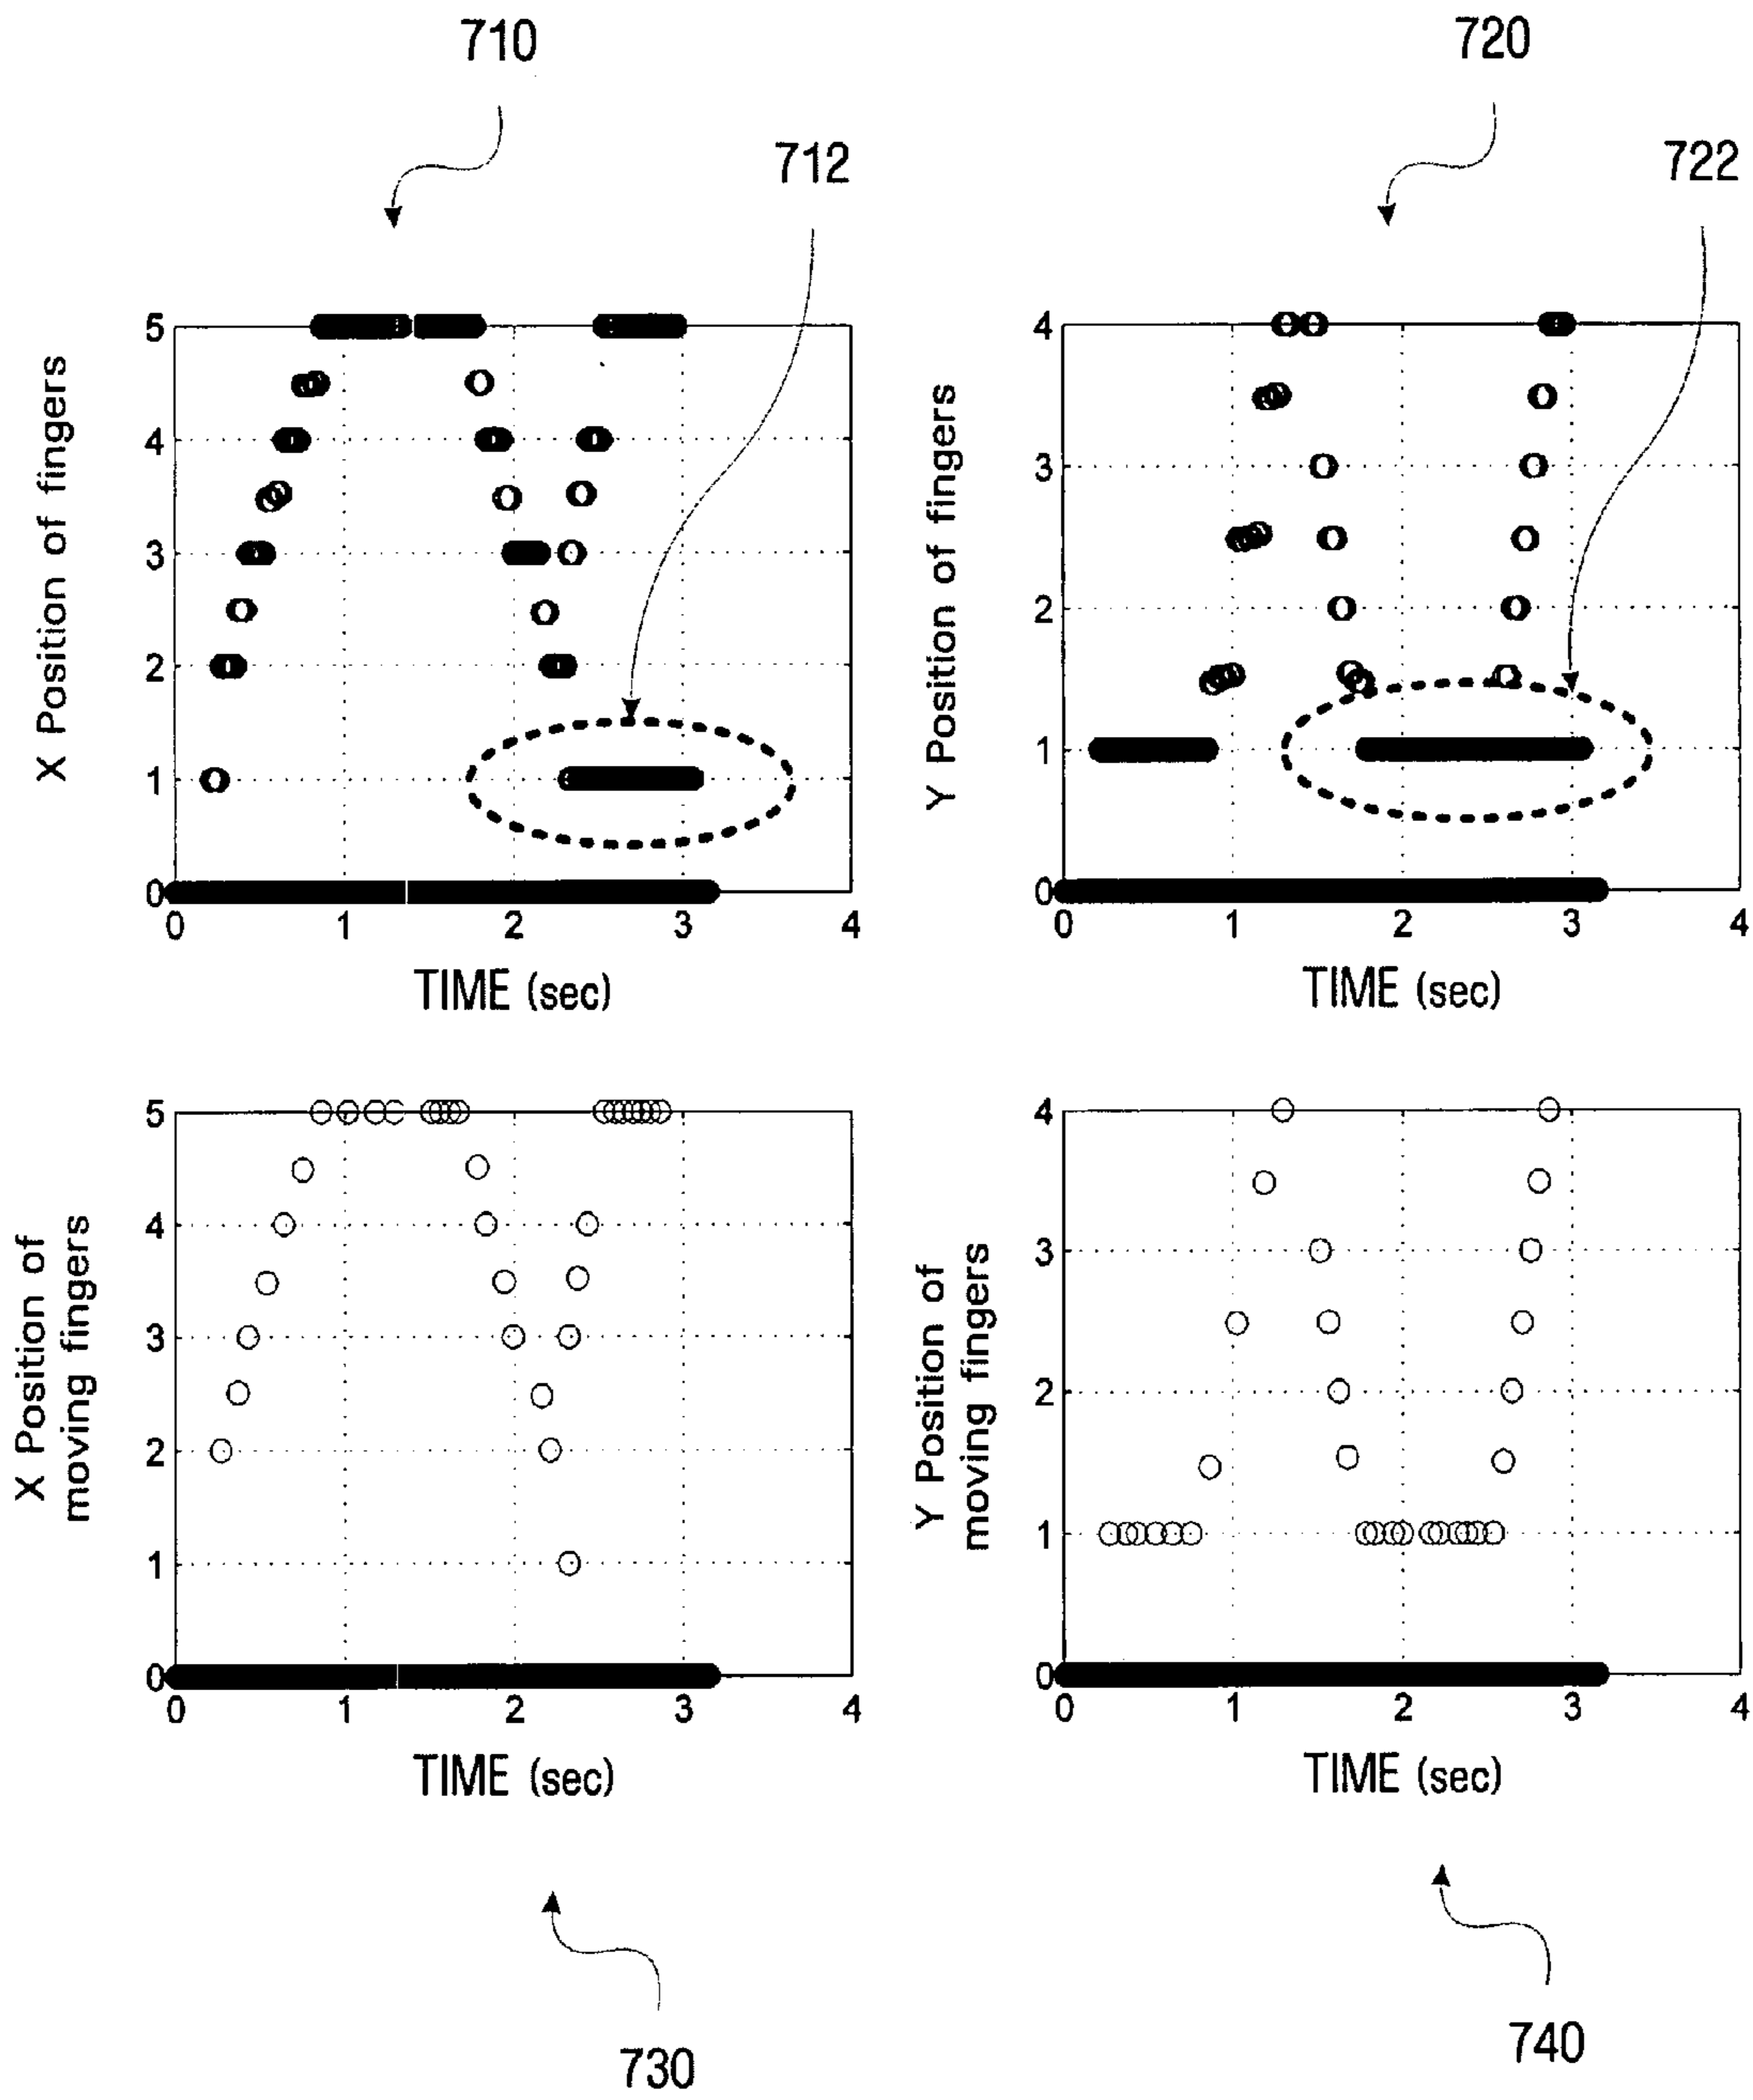 710
720
712
722
X Position of fingers
5
4
3
2
1
0
0 1 2 3 4
TIME (sec)
Y Position of fingers
4
3
2
1
0
0 1 2 3 4
TIME (sec)
X Position of
moving fingers
5
4
3
2
1
0
0 1 2 3 4
TIME (sec)
Y Position of
moving fingers
4
3
2
1
0
0 1 2 3 4
TIME (sec)
730
740